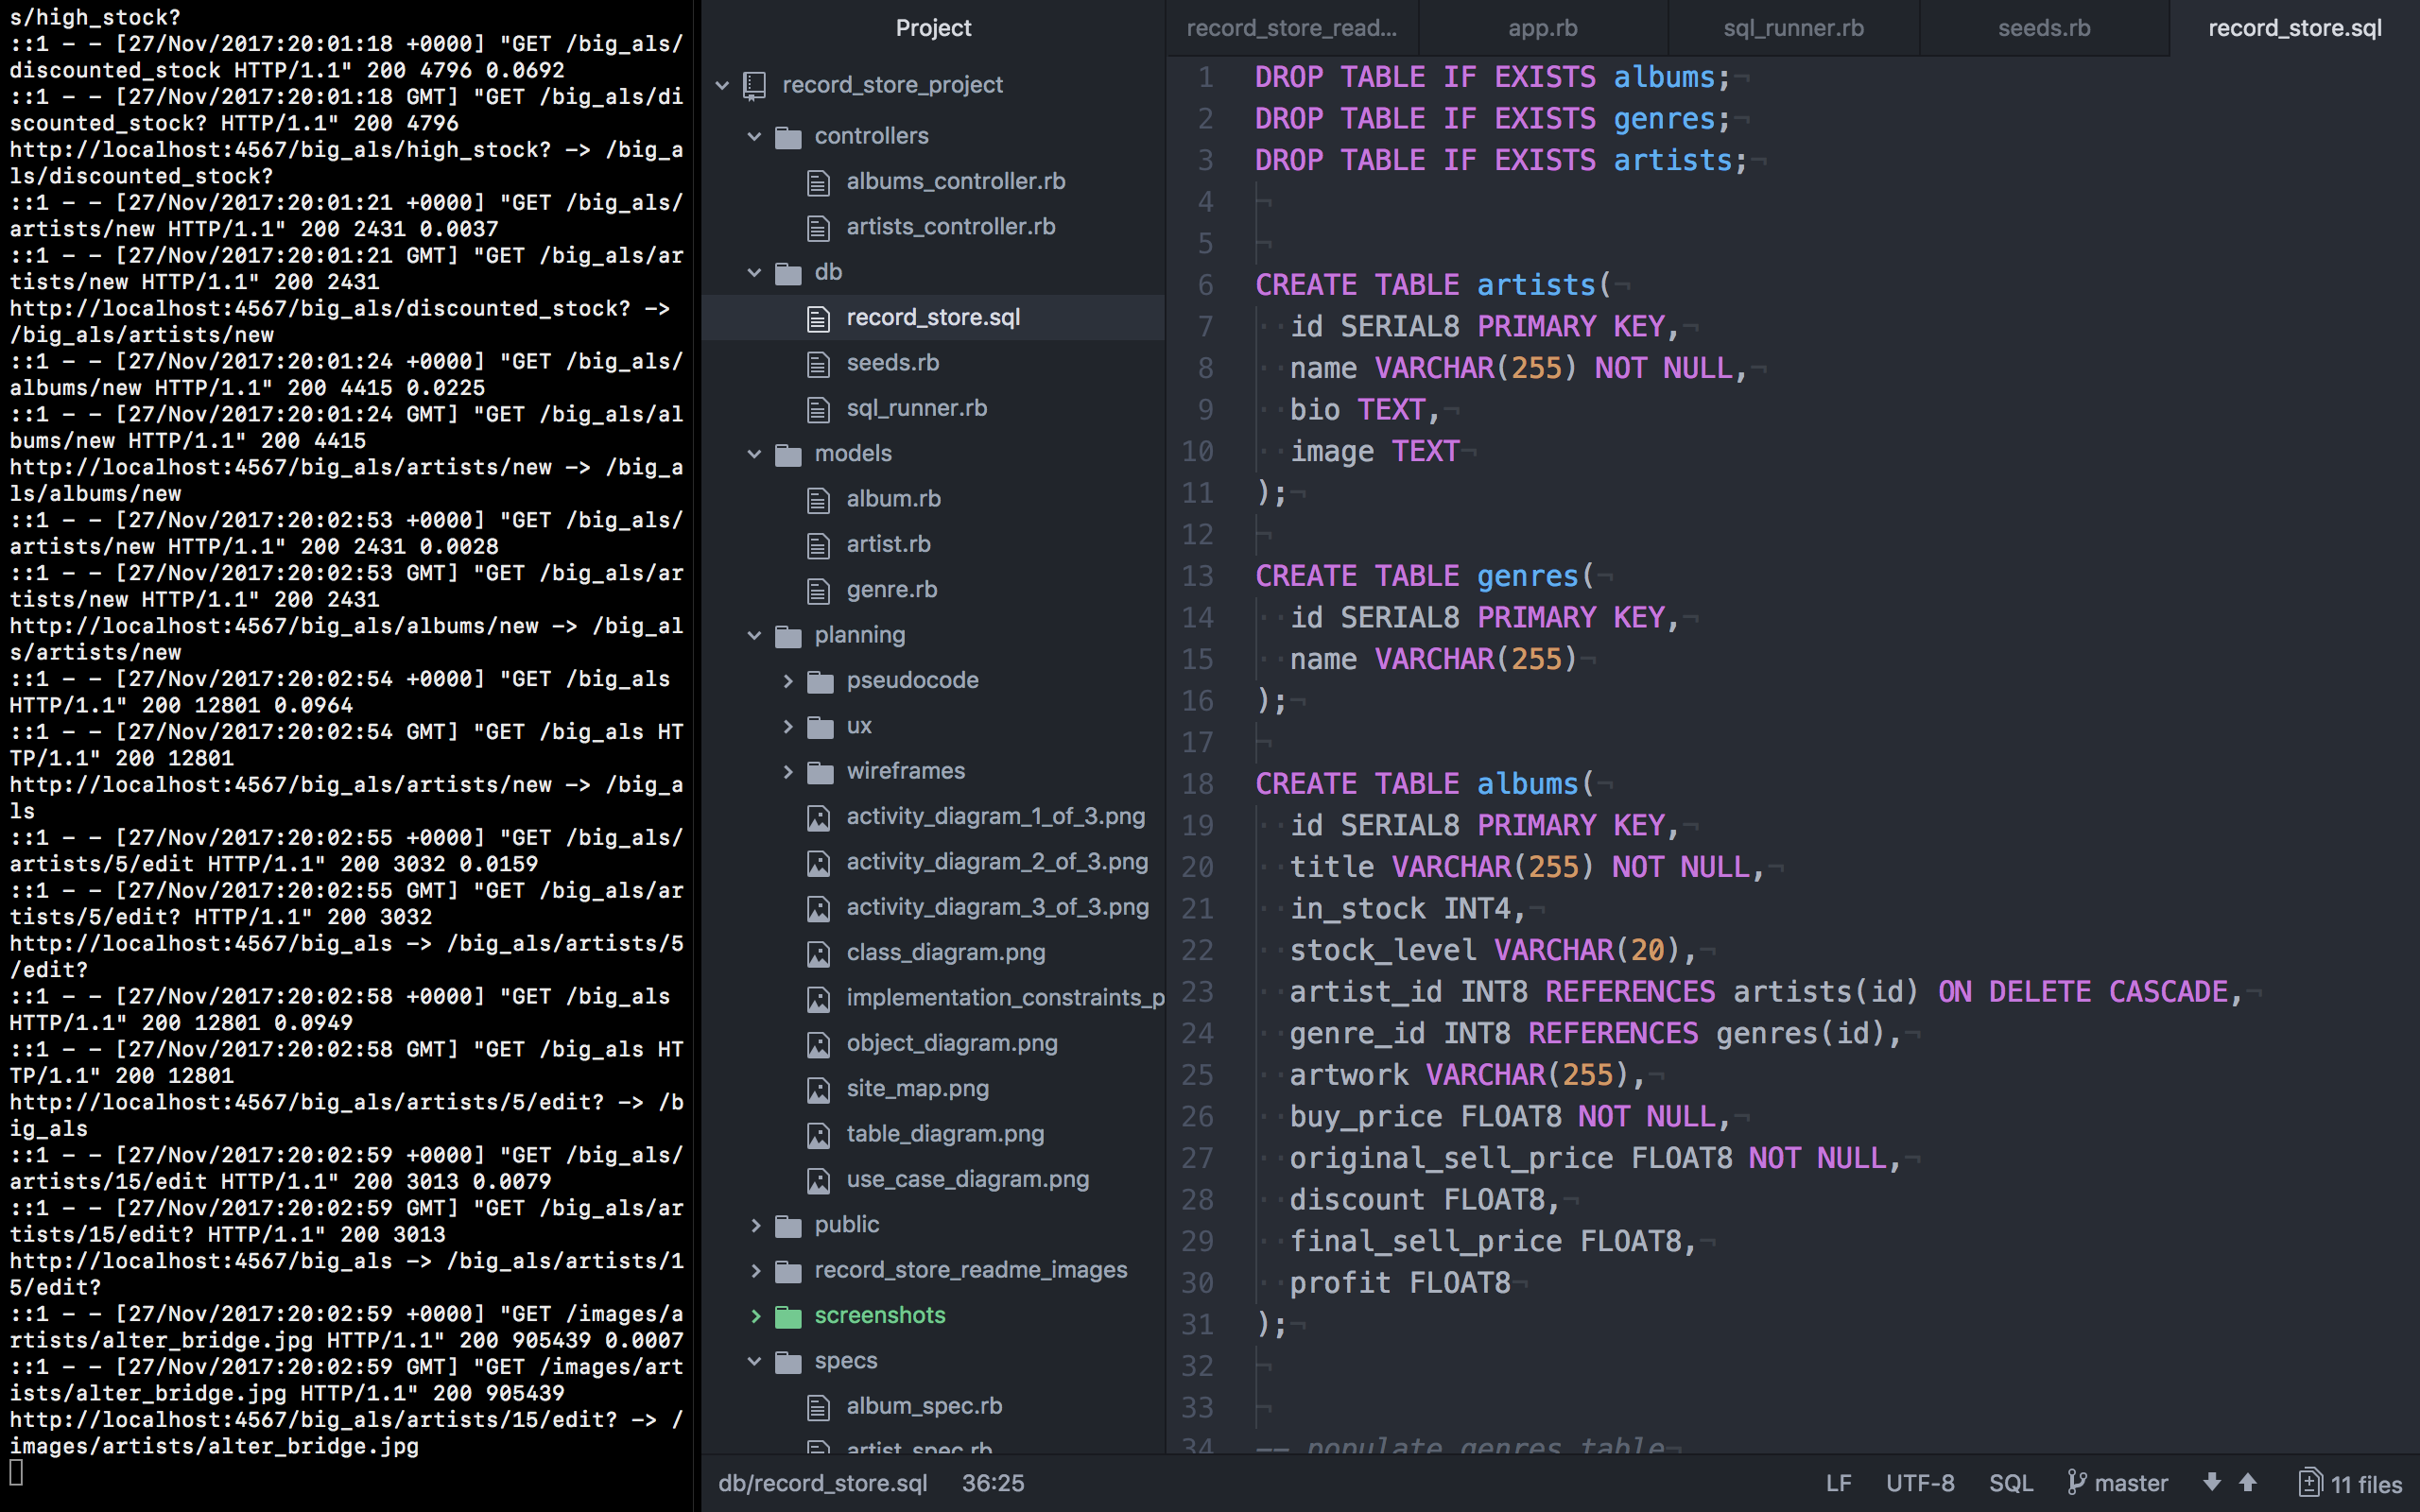 s/high_stock?
::1 - - [27/Nov/2017:20:01:18 +0000] "GET /big_als/
discounted_stock HTTP/1.1" 200 4796 0.0692
::1 - - [27/Nov/2017:20:01:18 GMT] "GET /big_als/di
scounted_stock? HTTP/1.1" 200 4796
http://localhost:4567/big_als/high_stock? -> /big_a
ls/discounted_stock?
::1 - - [27/Nov/2017:20:01:21 +0000] "GET /big_als/
artists/new HTTP/1.1" 200 2431 0.0037
::1 - - [27/Nov/2017:20:01:21 GMT] "GET /big_als/ar
tists/new HTTP/1.1" 200 2431
http://localhost:4567/big_als/discounted_stock? ->
/big_als/artists/new
::1 - - [27/Nov/2017:20:01:24 +0000] "GET /big_als/
albums/new HTTP/1.1" 200 4415 0.0225
::1 - - [27/Nov/2017:20:01:24 GMT] "GET /big_als/al
bums/new HTTP/1.1" 200 4415
http://localhost:4567/big_als/artists/new -> /big_a
ls/albums/new
::1 - - [27/Nov/2017:20:02:53 +0000] "GET /big_als/
artists/new HTTP/1.1" 200 2431 0.0028
::1 - - [27/Nov/2017:20:02:53 GMT] "GET /big_als/ar
tists/new HTTP/1.1" 200 2431
http://localhost:4567/big_als/albums/new -> /big_al
s/artists/new
::1 - - [27/Nov/2017:20:02:54 +0000] "GET /big_als
HTTP/1.1" 200 12801 0.0964
::1 - - [27/Nov/2017:20:02:54 GMT] "GET /big_als HT
TP/1.1" 200 12801
http://localhost:4567/big_als/artists/new -> /big_a
ls
::1 - - [27/Nov/2017:20:02:55 +0000] "GET /big_als/
artists/5/edit HTTP/1.1" 200 3032 0.0159
::1 - - [27/Nov/2017:20:02:55 GMT] "GET /big_als/ar
tists/5/edit? HTTP/1.1" 200 3032
http://localhost:4567/big_als -> /big_als/artists/5
/edit?
::1 - - [27/Nov/2017:20:02:58 +0000] "GET /big_als
HTTP/1.1" 200 12801 0.0949
::1 - - [27/Nov/2017:20:02:58 GMT] "GET /big_als HT
TP/1.1" 200 12801
http://localhost:4567/big_als/artists/5/edit? -> /b
ig_als
::1 - - [27/Nov/2017:20:02:59 +0000] "GET /big_als/
artists/15/edit HTTP/1.1" 200 3013 0.0079
::1 - - [27/Nov/2017:20:02:59 GMT] "GET /big_als/ar
tists/15/edit? HTTP/1.1" 200 3013
http://localhost:4567/big_als -> /big_als/artists/1
5/edit?
::1 - - [27/Nov/2017:20:02:59 +0000] "GET /images/a
rtists/alter_bridge.jpg HTTP/1.1" 200 905439 0.0007
::1 - - [27/Nov/2017:20:02:59 GMT] "GET /images/art
ists/alter_bridge.jpg HTTP/1.1" 200 905439
http://localhost:4567/big_als/artists/15/edit? -> /
images/artists/alter_bridge.jpg
Project
record_store_project
controllers
albums_controller.rb
artists_controller.rb
db
record_store.sql
seeds.rb
sql_runner.rb
models
album.rb
artist.rb
genre.rb
planning
pseudocode
ux
wireframes
activity_diagram_1_of_3.png
activity_diagram_2_of_3.png
activity_diagram_3_of_3.png
class_diagram.png
implementation_constraints_p
object_diagram.png
site_map.png
table_diagram.png
use_case_diagram.png
public
record_store_readme_images
screenshots
specs
album_spec.rb
artist_spec.rb
record_store_read... app.rb sql_runner.rb seeds.rb record_store.sql
1 DROP TABLE IF EXISTS albums;
2 DROP TABLE IF EXISTS genres;
3 DROP TABLE IF EXISTS artists;
4
5
6 CREATE TABLE artists(
7 id SERIAL8 PRIMARY KEY,
8 name VARCHAR(255) NOT NULL,
9 bio TEXT,
10 image TEXT
11 );
12
13 CREATE TABLE genres(
14 id SERIAL8 PRIMARY KEY,
15 name VARCHAR(255)
16 );
17
18 CREATE TABLE albums(
19 id SERIAL8 PRIMARY KEY,
20 title VARCHAR(255) NOT NULL,
21 in_stock INT4,
22 stock_level VARCHAR(20),
23 artist_id INT8 REFERENCES artists(id) ON DELETE CASCADE,
24 genre_id INT8 REFERENCES genres(id),
25 artwork VARCHAR(255),
26 buy_price FLOAT8 NOT NULL,
27 original_sell_price FLOAT8 NOT NULL,
28 discount FLOAT8,
29 final_sell_price FLOAT8,
30 profit FLOAT8
31 );
32
33
34 -- populate genres table
db/record_store.sql 36:25 LF UTF-8 SQL master 11 files